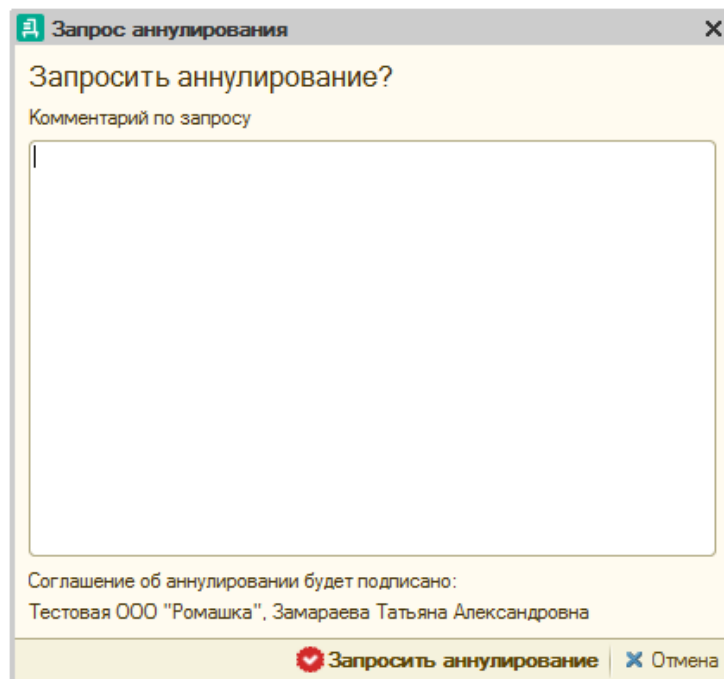 Запрос аннулирования
Запросить аннулирование?
Комментарий по запросу
Соглашение об аннулировании будет подписано:
Тестовая ООО "Ромашка", Замараева Татьяна Александровна
Запросить аннулирование Отмена